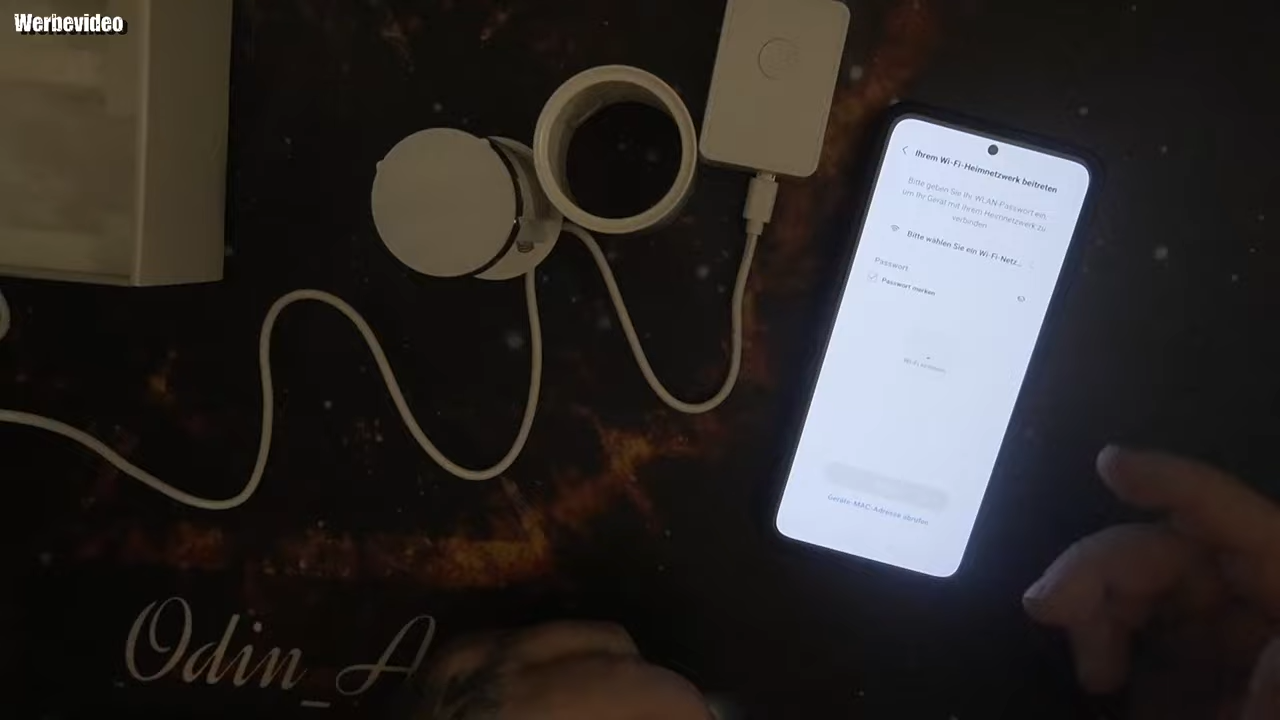 Werbevideo
Ihrem Wi-Fi-Heimnetzwerk beitreten
Bitte geben Sie Ihr WLAN-Passwort ein,
um Ihr Gerät mit Ihrem Heimnetzwerk zu
verbinden.
Bitte wählen Sie ein Wi-Fi-Netz...
Passwort
Passwort merken
Geräte-MAC-Adresse abrufen
Odin_A